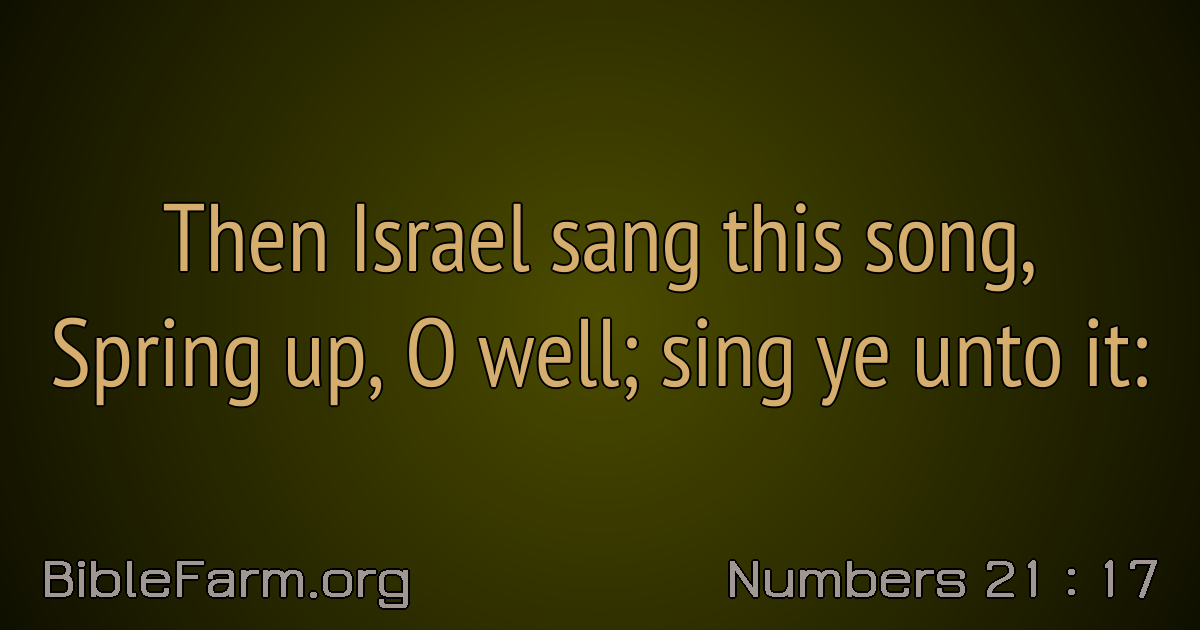 Then Israel sang this song,
Spring up, O well; sing ye unto it:
BibleFarm.org
Numbers 21 : 17